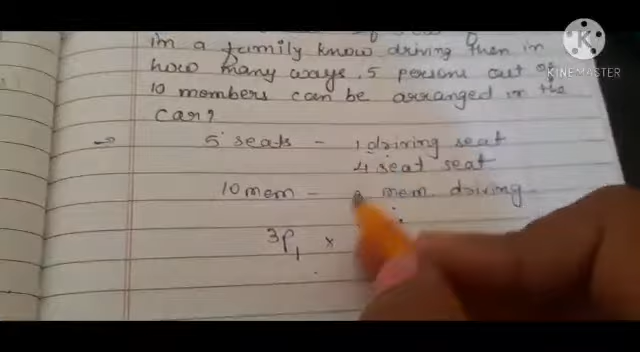 in a family know driving then in
how many ways, 5 persons out of
10 members can be arranged in the
car?
→ 5 seats - 1 driving seat
4 seat seat
10 mem - mem driving
3P1 ×
K
KINEMASTER